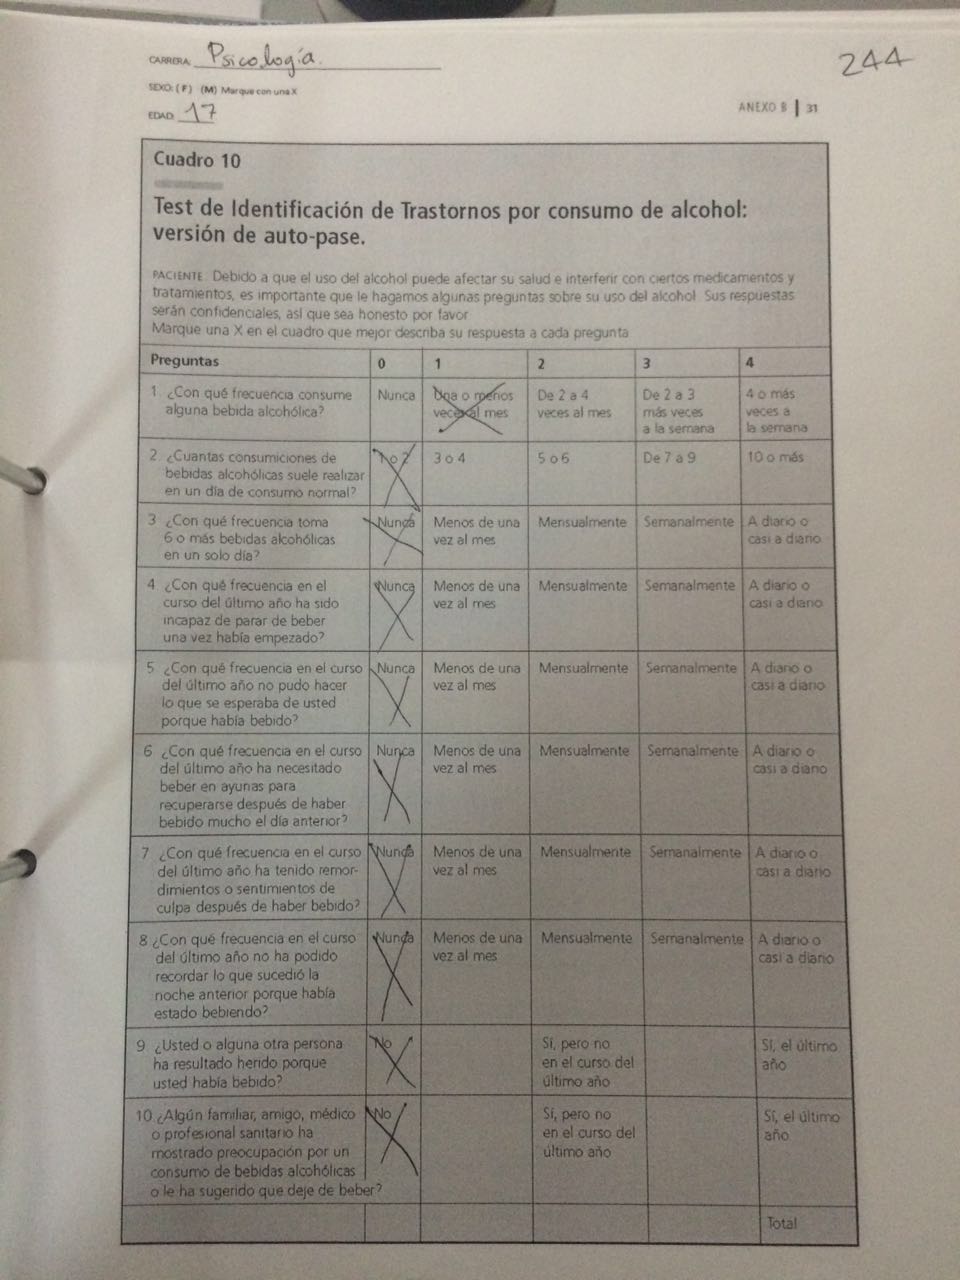 CARRERA: Psicología.
244
SEXO: (F) (M) Marque con una X
EDAD: 17
ANEXO B | 31
Cuadro 10
Test de Identificación de Trastornos por consumo de alcohol:
versión de auto-pase.
PACIENTE: Debido a que el uso del alcohol puede afectar su salud e interferir con ciertos medicamentos y
tratamientos, es importante que le hagamos algunas preguntas sobre su uso del alcohol. Sus respuestas
serán confidenciales, así que sea honesto por favor
Marque una X en el cuadro que mejor describa su respuesta a cada pregunta
Preguntas 0 1 2 3 4
1 ¿Con qué frecuencia consume
alguna bebida alcohólica?
Nunca
Una o menos
veces al mes
De 2 a 4
veces al mes
De 2 a 3
más veces
a la semana
4 o más
veces a
la semana
2. ¿Cuantas consumiciones de
bebidas alcohólicas suele realizar
en un día de consumo normal?
1 o 2
3 o 4
5 o 6
De 7 a 9
10 o más
3 ¿Con qué frecuencia toma
6 o más bebidas alcohólicas
en un solo día?
Nunca
Menos de una
vez al mes
Mensualmente
Semanalmente
A diario o
casi a diario
4 ¿Con qué frecuencia en el
curso del último año ha sido
incapaz de parar de beber
una vez había empezado?
Nunca
Menos de una
vez al mes
Mensualmente
Semanalmente
A diario o
casi a diario
5 ¿Con qué frecuencia en el curso
del último año no pudo hacer
lo que se esperaba de usted
porque había bebido?
Nunca
Menos de una
vez al mes
Mensualmente
Semanalmente
A diario o
casi a diario
6 ¿Con qué frecuencia en el curso
del último año ha necesitado
beber en ayunas para
recuperarse después de haber
bebido mucho el día anterior?
Nunca
Menos de una
vez al mes
Mensualmente
Semanalmente
A diario o
casi a diario
7 ¿Con qué frecuencia en el curso
del último año ha tenido remor-
dimientos o sentimientos de
culpa después de haber bebido?
Nunca
Menos de una
vez al mes
Mensualmente
Semanalmente
A diario o
casi a diario
8 ¿Con qué frecuencia en el curso
del último año no ha podido
recordar lo que sucedió la
noche anterior porque había
estado bebiendo?
Nunca
Menos de una
vez al mes
Mensualmente
Semanalmente
A diario o
casi a diario
9 ¿Usted o alguna otra persona
ha resultado herido porque
usted había bebido?
No
Sí, pero no
en el curso del
último año
Sí, el último
año
10 ¿Algún familiar, amigo, médico
o profesional sanitario ha
mostrado preocupación por un
consumo de bebidas alcohólicas
o le ha sugerido que deje de beber?
No
Sí, pero no
en el curso del
último año
Sí, el último
año
Total